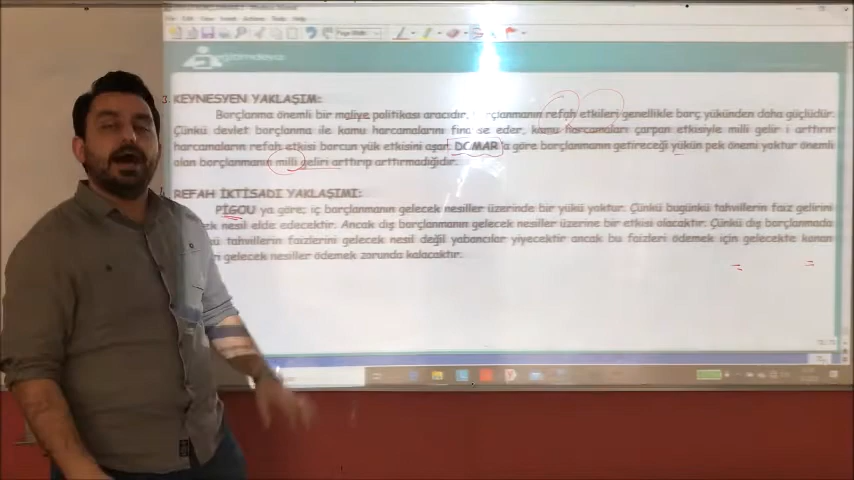 3. KEYNESYEN YAKLAŞIM:
Borçlanma önemli bir maliye politikası aracıdır. borçlanmanın refah etkileri genellikle borç yükünden daha güçlüdür.
Çünkü devlet borçlanma ile kamu harcamalarını finanse eder, kamu harcamaları çarpan etkisiyle milli gelir i arttırır
harcamaların refah etkisi borcun yük etkisini aşar! DOMAR'a göre borçlanmanın getireceği yükün pek önemi yoktur önemli
alan borçlanmanın milli geliri arttırıp arttırmadığıdır.
REFAH İKTİSADI YAKLAŞIMI:
PİGOU ya göre; iç borçlanmanın gelecek nesiller üzerinde bir yükü yoktur. Çünkü bugünkü tahvillerin faiz gelirini
nesil elde edecektir. Ancak dış borçlanmanın gelecek nesiller üzerine bir etkisi olacaktır. Çünkü dış borçlanmada
tahvillerin faizlerini gelecek nesil değil yabancılar yiyecektir ancak bu faizleri ödemek için gelecekte konan
gelecek nesiller ödemek zorunda kalacaktır.